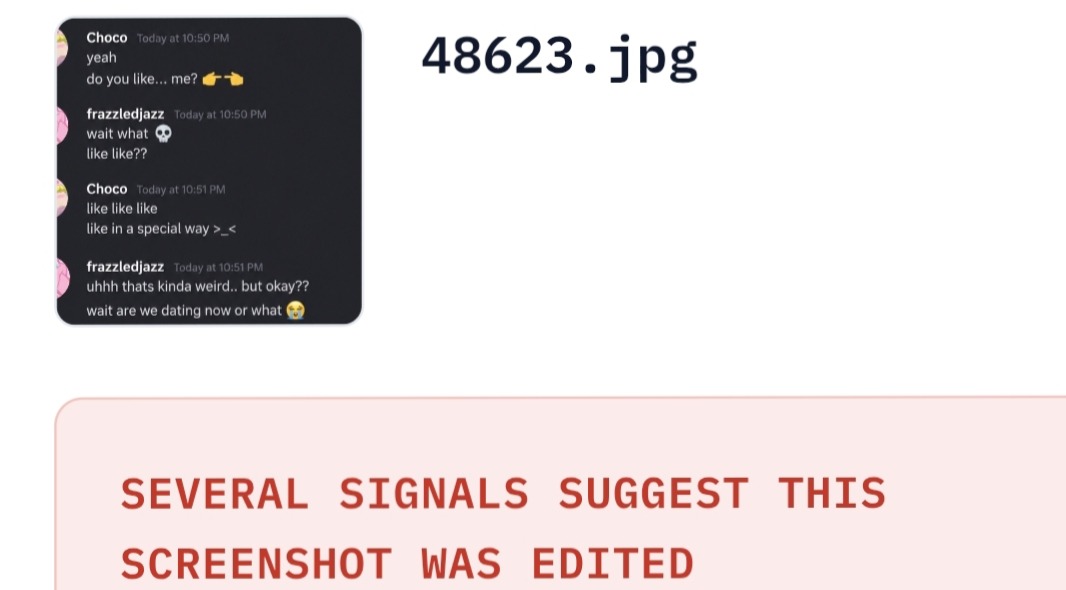 Choco Today at 10:50 PM
yeah
do you like... me? 👉👈
frazzledjazz Today at 10:50 PM
wait what 💀
like like??
Choco Today at 10:51 PM
like like like
like in a special way >_<
frazzledjazz Today at 10:51 PM
uhhh thats kinda weird.. but okay??
wait are we dating now or what 😭
48623.jpg
SEVERAL SIGNALS SUGGEST THIS
SCREENSHOT WAS EDITED